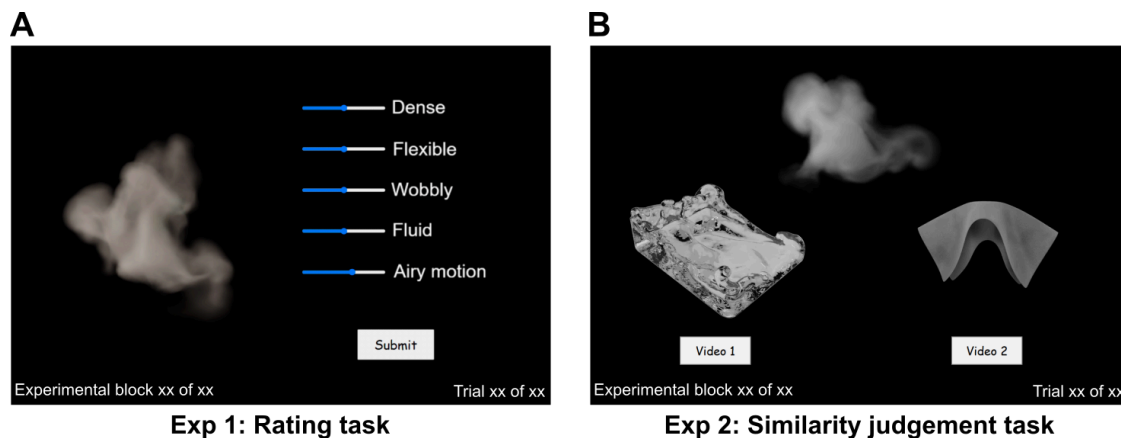 A
Dense
Flexible
Wobbly
Fluid
Airy motion
Submit
Experimental block xx of xx
Trial xx of xx
Exp 1: Rating task
B
Video 1
Video 2
Experimental block xx of xx
Trial xx of xx
Exp 2: Similarity judgement task